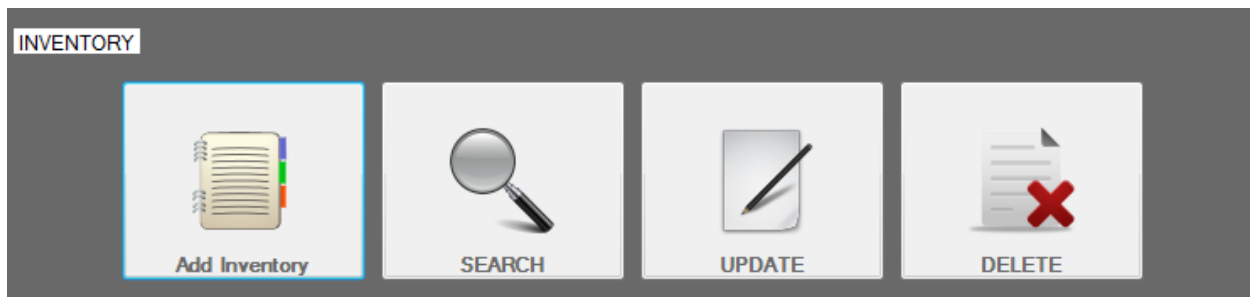 INVENTORY
Add Inventory
SEARCH
UPDATE
DELETE